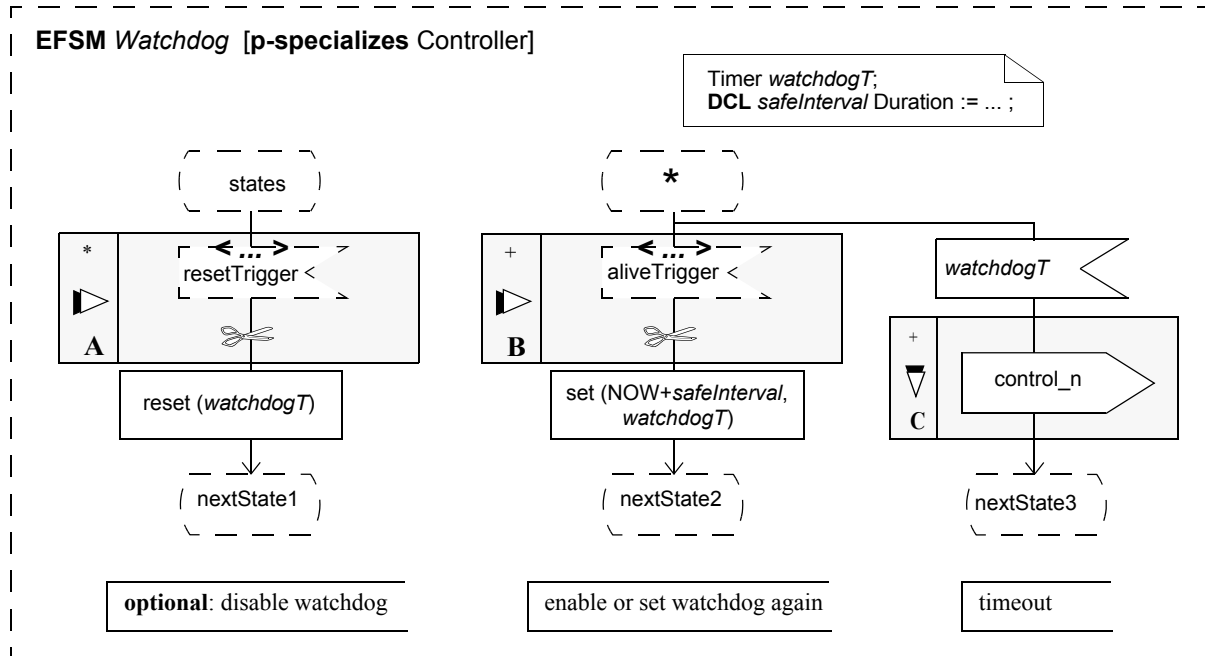 EFSM Watchdog [p-specializes Controller]
Timer watchdogT;
DCL safeInterval Duration := ... ;
states
*
*
< ... >
resetTrigger
A
reset (watchdogT)
nextState1
optional: disable watchdog
+
< ... >
aliveTrigger
B
set (NOW+safeInterval,
watchdogT)
nextState2
enable or set watchdog again
watchdogT
+
control_n
C
nextState3
timeout